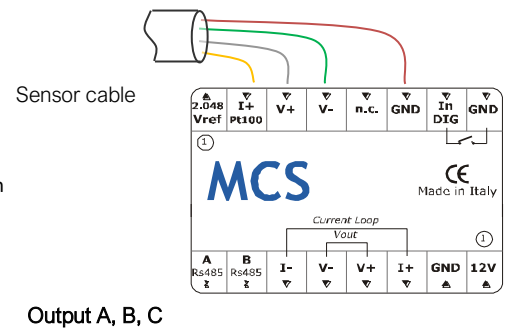 Sensor cable
2.048 I+ V+ V- n.c. GND In GND
Vref Pt100 DIG
1
MCS
CE
Made in Italy
n
Current Loop
Vout
1
A B I- V- V+ I+ GND 12V
Rs485 Rs485
Output A, B, C